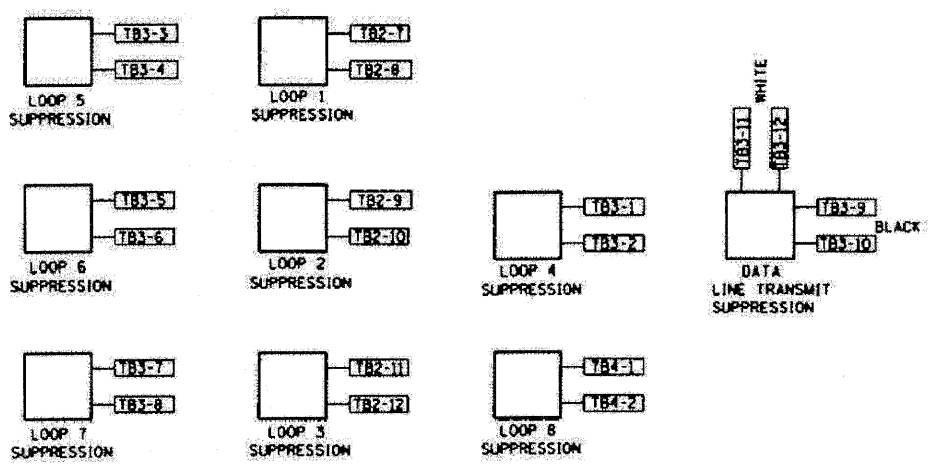 TB3-3
TB3-4
LOOP 5
SUPPRESSION
TB2-7
TB2-8
LOOP 1
SUPPRESSION
TB3-5
TB3-6
LOOP 6
SUPPRESSION
TB2-9
TB2-10
LOOP 2
SUPPRESSION
TB3-1
TB3-2
LOOP 4
SUPPRESSION
WHITE
TB3-11
TB3-12
TB3-9
TB3-10
BLACK
DATA
LINE TRANSMIT
SUPPRESSION
TB3-7
TB3-8
LOOP 7
SUPPRESSION
TB2-11
TB2-12
LOOP 3
SUPPRESSION
TB4-1
TB4-2
LOOP 8
SUPPRESSION